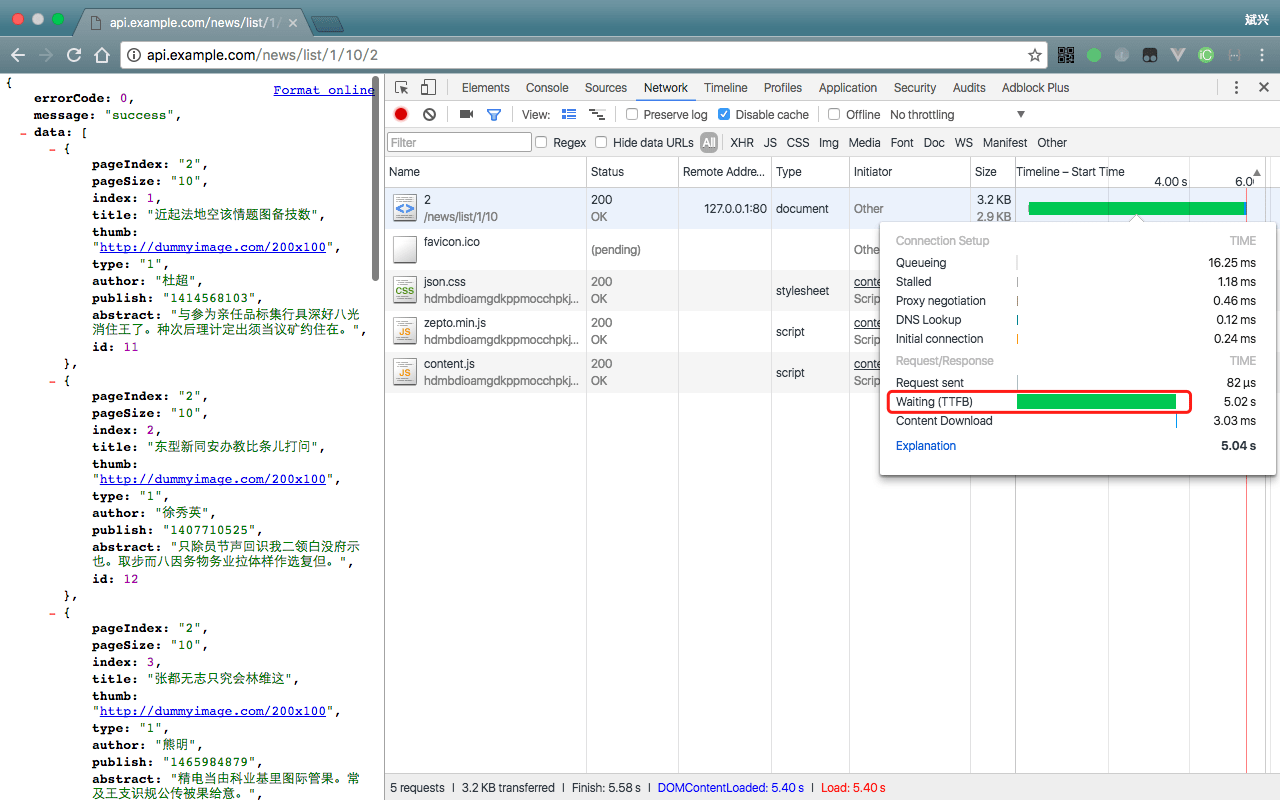 api.example.com/news/list/1/
斌兴
api.example.com/news/list/1/10/2
{
Format online
errorCode: 0,
message: "success",
- data: [
- {
pageIndex: "2",
pageSize: "10",
index: 1,
title: "近起法地空该情题图备技数",
thumb:
"http://dummyimage.com/200x100",
type: "1",
author: "杜超",
publish: "1414568103",
abstract: "与参为亲任品标集行具深好八光
消住王了。种次后理计定出须当议矿约住在。",
id: 11
},
- {
pageIndex: "2",
pageSize: "10",
index: 2,
title: "东型新同安办教比条儿打问",
thumb:
"http://dummyimage.com/200x100",
type: "1",
author: "徐秀英",
publish: "1407710525",
abstract: "只除员节声回识我二领白没府示
也。取步而八因务物务业拉体样作选复但。",
id: 12
},
- {
pageIndex: "2",
pageSize: "10",
index: 3,
title: "张都无志只究会林维这",
thumb:
"http://dummyimage.com/200x100",
type: "1",
author: "熊明",
publish: "1465984879",
abstract: "精电当由科业基里图际管果。常
及王支识规公传被果给意。",
Elements Console Sources Network Timeline Profiles Application Security Audits Adblock Plus
View: Preserve log Disable cache Offline No throttling
Filter Regex Hide data URLs All XHR JS CSS Img Media Font Doc WS Manifest Other
Name Status Remote Addre... Type Initiator Size Timeline – Start Time
4.00 s 6.0
2 200 127.0.0.1:80 document Other 3.2 KB
/news/list/1/10 OK 2.9 KB
favicon.ico (pending) Othe
json.css 200 stylesheet conte
hdmbdioamgdkppmocchpkj... OK Scrip
zepto.min.js 200 script conte
hdmbdioamgdkppmocchpkj... OK Scrip
content.js 200 script conte
hdmbdioamgdkppmocchpkj... OK Scrip
CSS
JS
JS
Connection Setup TIME
Queueing 16.25 ms
Stalled 1.18 ms
Proxy negotiation 0.46 ms
DNS Lookup 0.12 ms
Initial connection 0.24 ms
Request/Response TIME
Request sent 82 µs
Waiting (TTFB) 5.02 s
Content Download 3.03 ms
Explanation 5.04 s
5 requests | 3.2 KB transferred | Finish: 5.58 s | DOMContentLoaded: 5.40 s | Load: 5.40 s